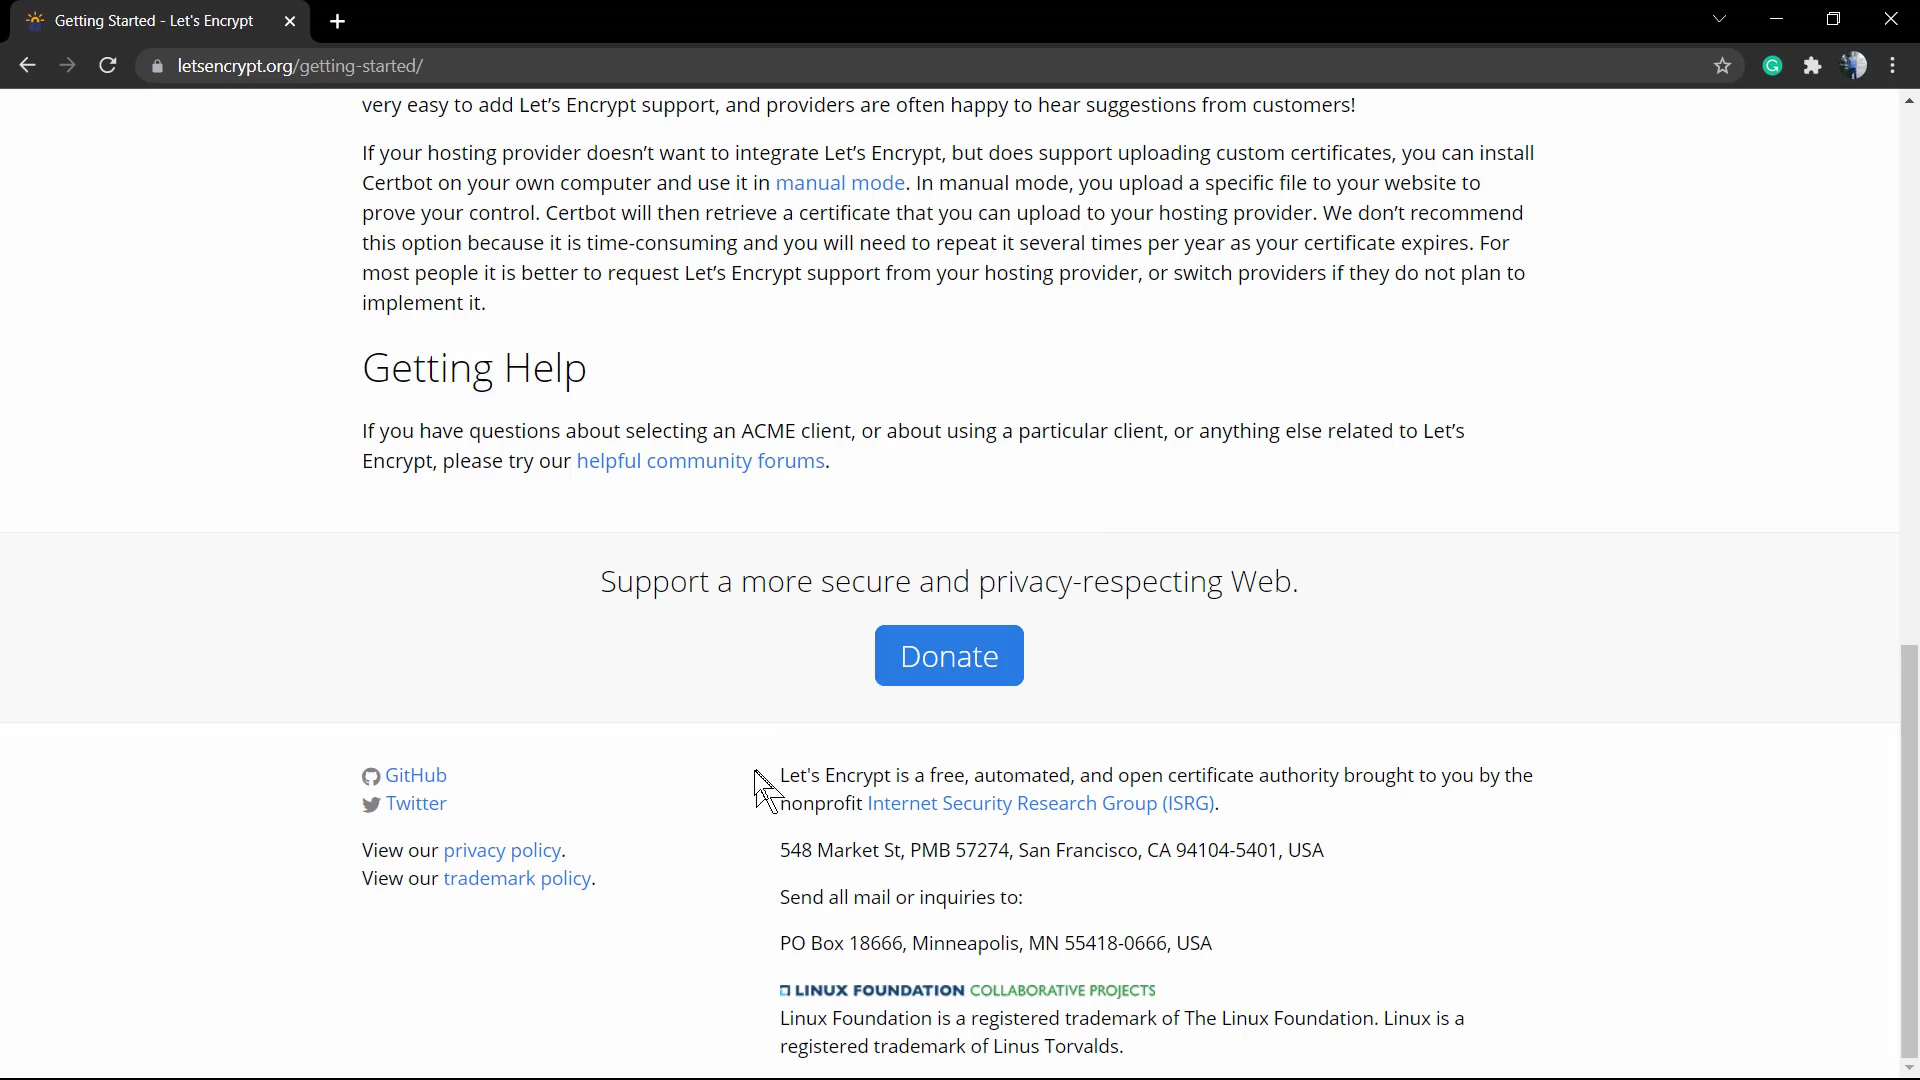 Getting Started - Let's Encrypt
letsencrypt.org/getting-started/
very easy to add Let’s Encrypt support, and providers are often happy to hear suggestions from customers!
If your hosting provider doesn’t want to integrate Let’s Encrypt, but does support uploading custom certificates, you can install
Certbot on your own computer and use it in manual mode. In manual mode, you upload a specific file to your website to
prove your control. Certbot will then retrieve a certificate that you can upload to your hosting provider. We don’t recommend
this option because it is time-consuming and you will need to repeat it several times per year as your certificate expires. For
most people it is better to request Let’s Encrypt support from your hosting provider, or switch providers if they do not plan to
implement it.
Getting Help
If you have questions about selecting an ACME client, or about using a particular client, or anything else related to Let’s
Encrypt, please try our helpful community forums.
Support a more secure and privacy-respecting Web.
Donate
GitHub
Twitter
View our privacy policy.
View our trademark policy.
Let's Encrypt is a free, automated, and open certificate authority brought to you by the
nonprofit Internet Security Research Group (ISRG).
548 Market St, PMB 57274, San Francisco, CA 94104-5401, USA
Send all mail or inquiries to:
PO Box 18666, Minneapolis, MN 55418-0666, USA
LINUX FOUNDATION COLLABORATIVE PROJECTS
Linux Foundation is a registered trademark of The Linux Foundation. Linux is a
registered trademark of Linus Torvalds.